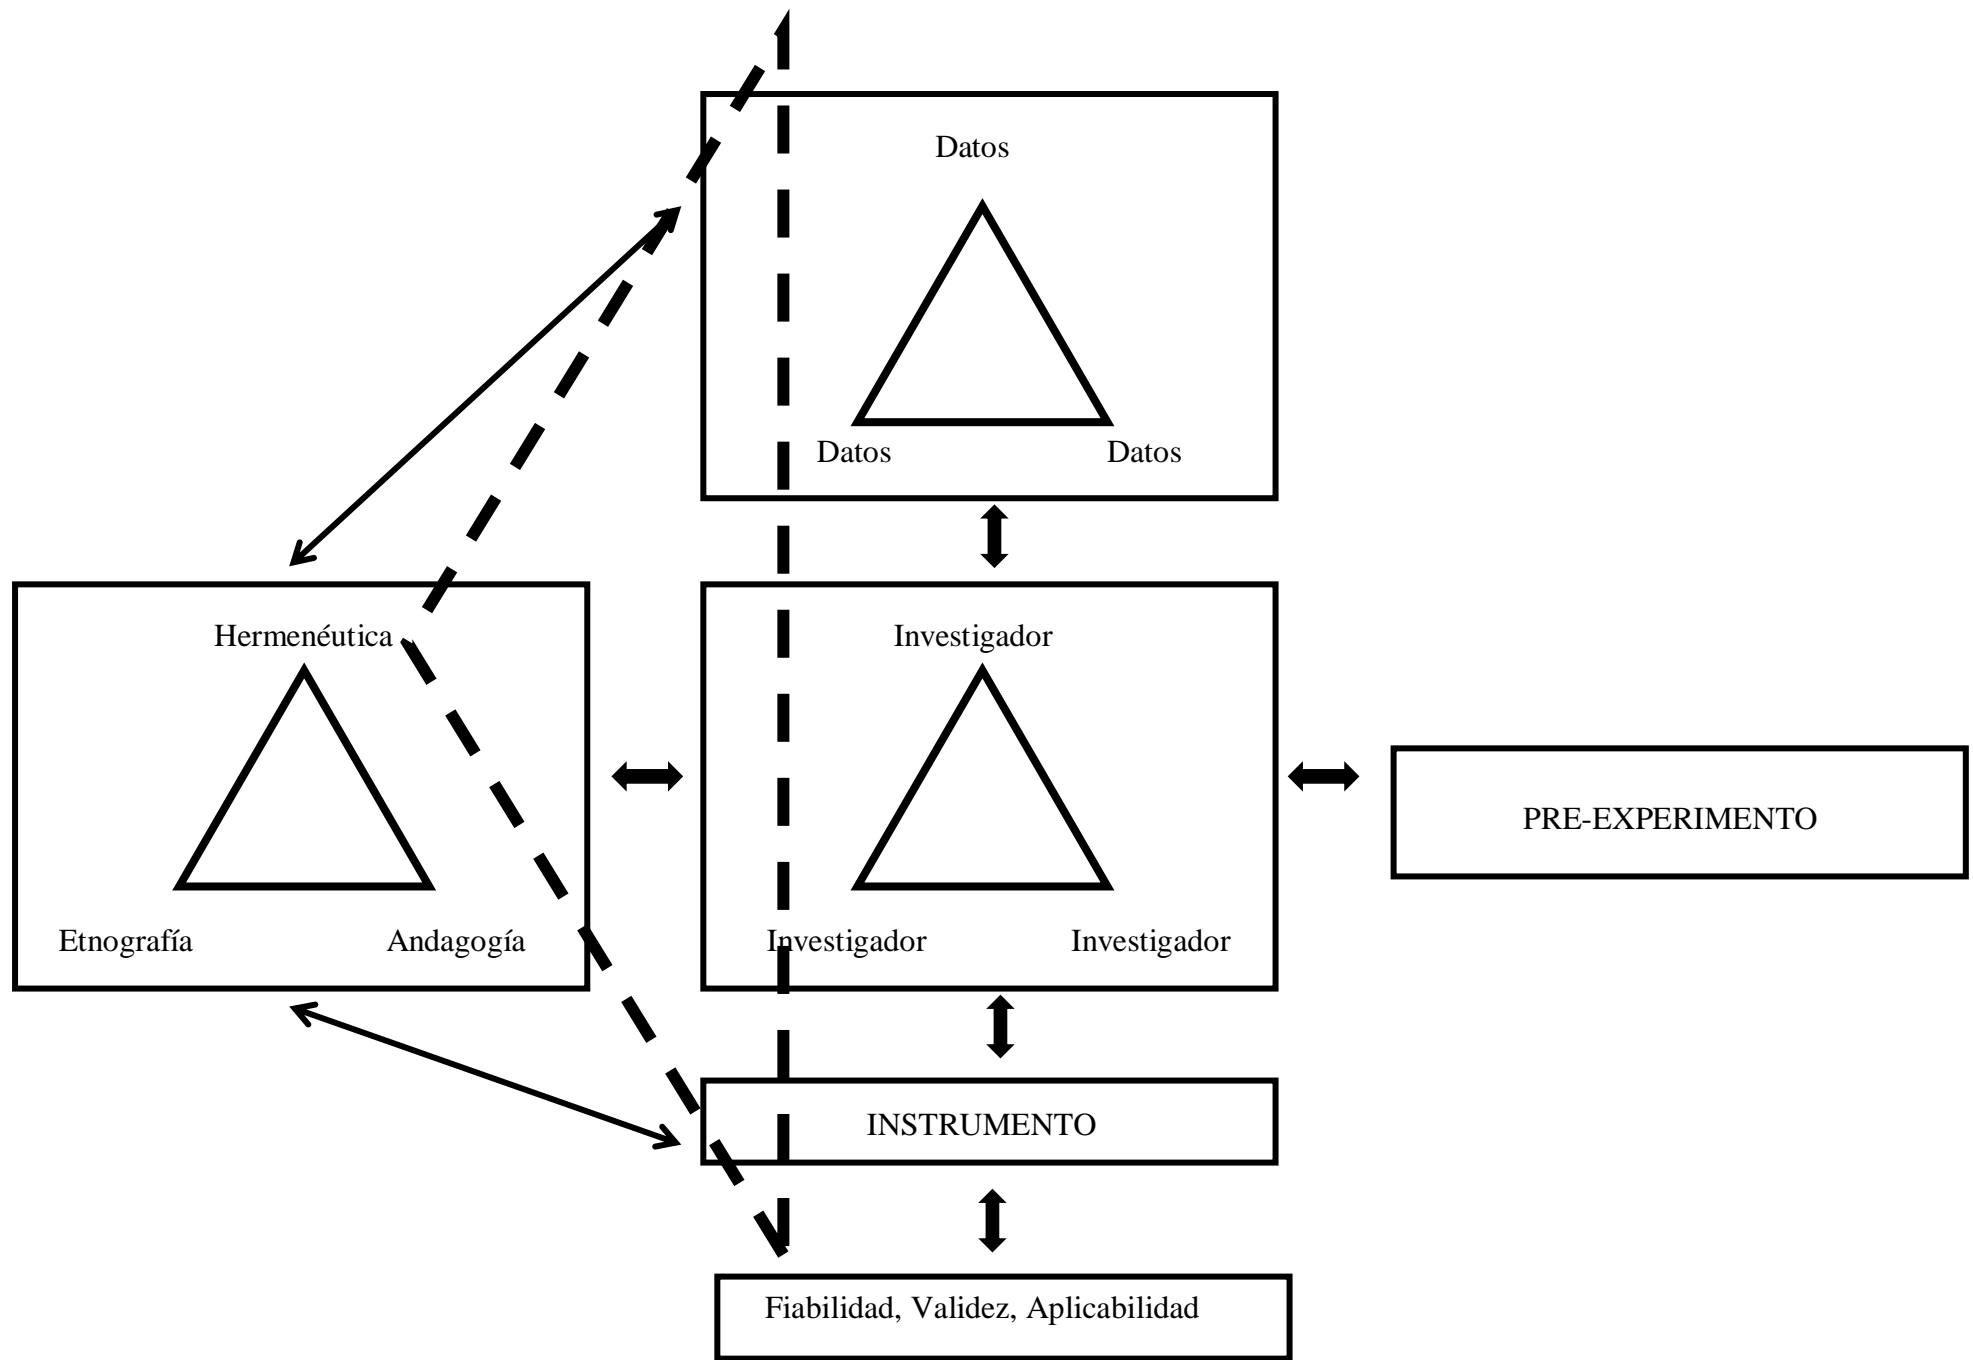 Datos
Datos Datos
Hermenéutica
Etnografía Andagogía
Investigador
Investigador Investigador
PRE-EXPERIMENTO
INSTRUMENTO
Fiabilidad, Validez, Aplicabilidad